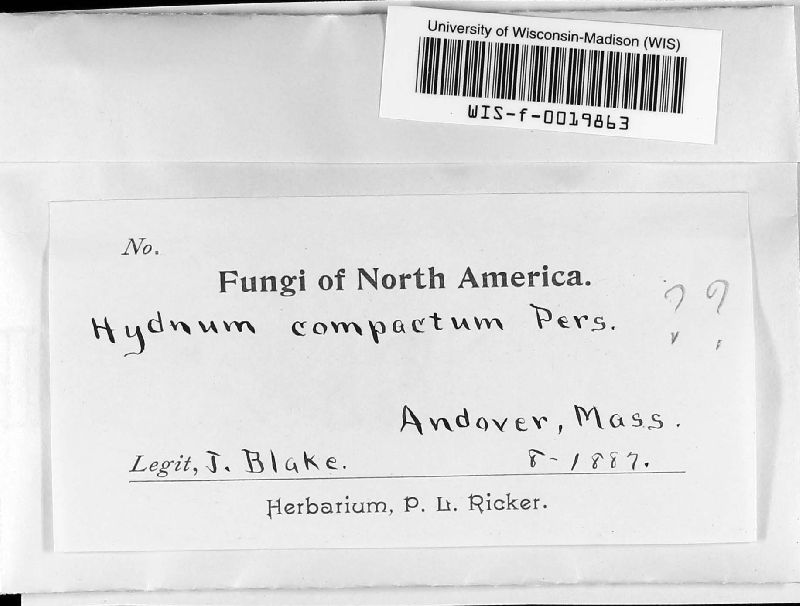 University of Wisconsin-Madison (WIS)
WIS-f-0019863
No.
Fungi of North America.
Hydnum compactum Pers. ? ?
Andover, Mass.
Legit, J. Blake. 8-1887.
Herbarium, P. L. Ricker.